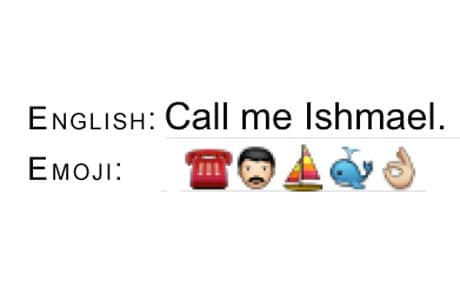 ENGLISH: Call me Ishmael.
EMOJI: ☎️👨⛵🐳👌